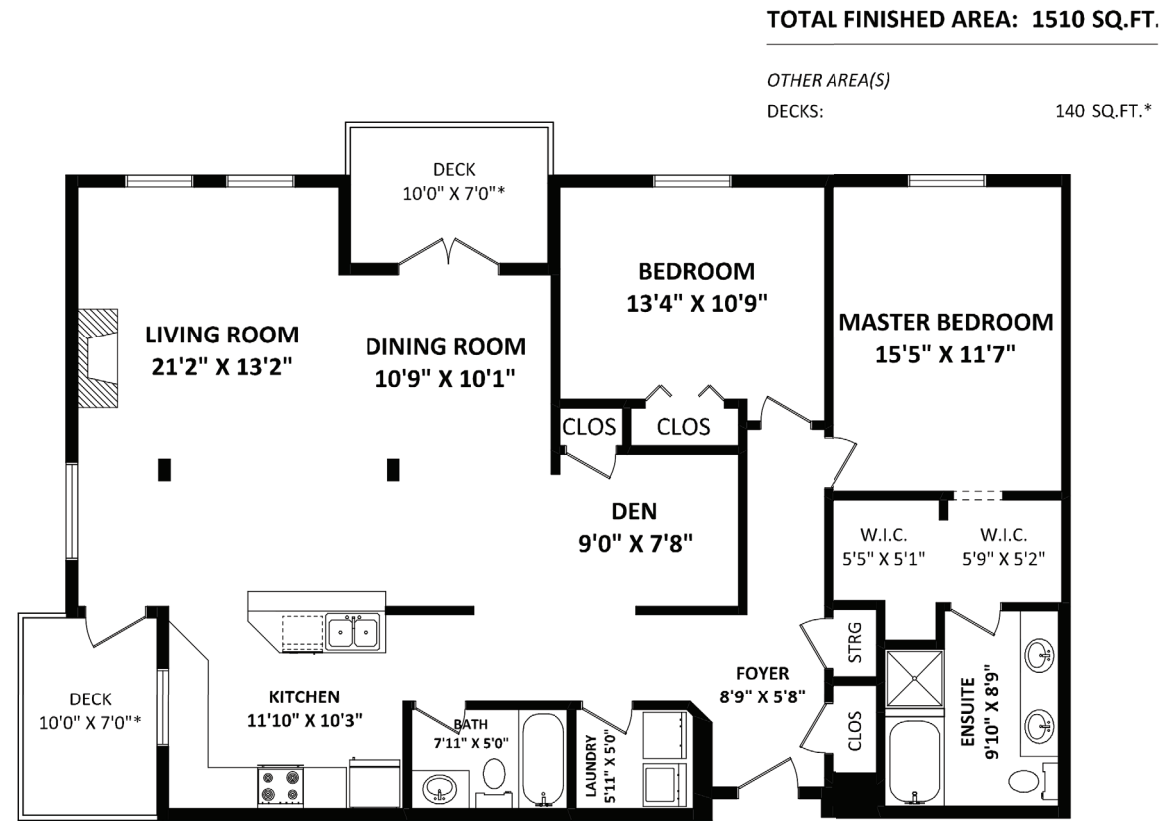 TOTAL FINISHED AREA: 1510 SQ.FT.
OTHER AREA(S)
DECKS: 140 SQ.FT.*
DECK
10'0" X 7'0"*
BEDROOM
13'4" X 10'9"
MASTER BEDROOM
15'5" X 11'7"
LIVING ROOM
21'2" X 13'2"
DINING ROOM
10'9" X 10'1"
CLOS
CLOS
DEN
9'0" X 7'8"
W.I.C.
5'5" X 5'1"
W.I.C.
5'9" X 5'2"
STRG
FOYER
8'9" X 5'8"
CLOS
ENSUITE
9'10" X 8'9"
DECK
10'0" X 7'0"*
KITCHEN
11'10" X 10'3"
BATH
7'11" X 5'0"
LAUNDRY
5'11" X 5'0"